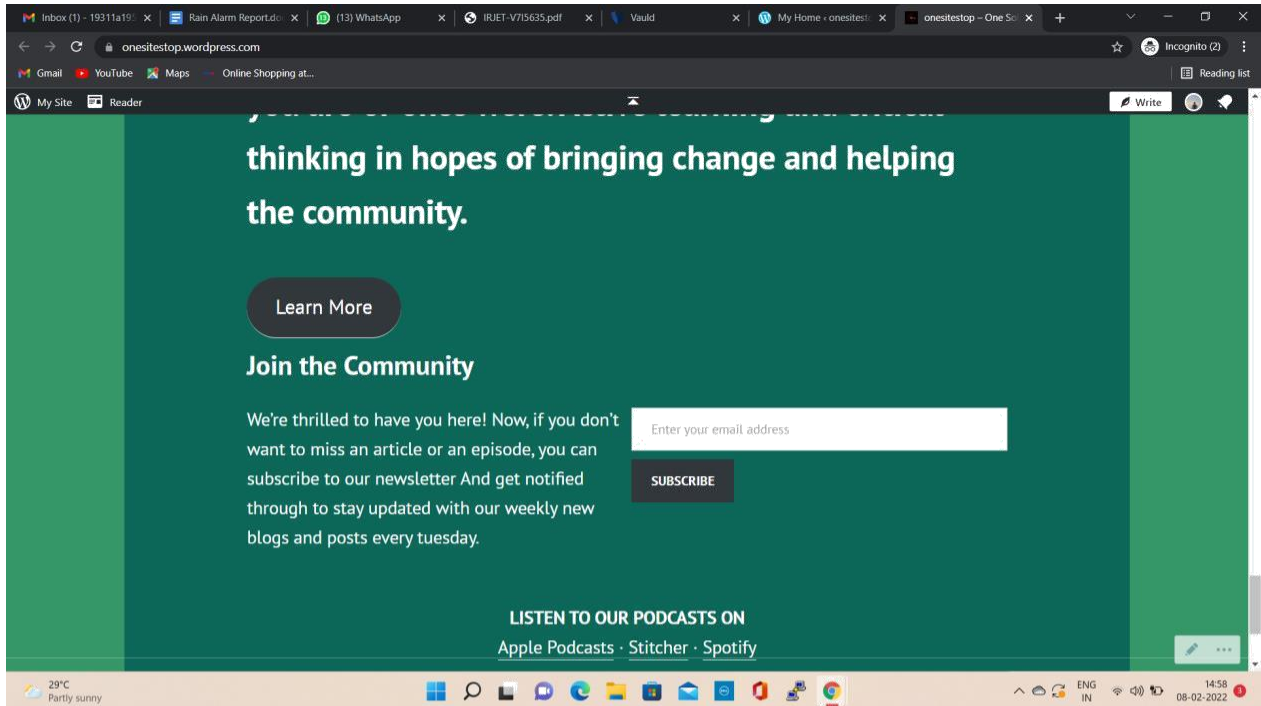 Inbox (1) - 19311a195
Rain Alarm Report.do
(13) WhatsApp
IRJET-V7I5635.pdf
Vauld
My Home ‹ onesitest
onesitestop – One So
onesitestop.wordpress.com
Incognito (2)
Gmail
YouTube
Maps
Online Shopping at...
Reading list
My Site
Reader
Write
thinking in hopes of bringing change and helping
the community.
Learn More
Join the Community
We're thrilled to have you here! Now, if you don't
want to miss an article or an episode, you can
subscribe to our newsletter And get notified
through to stay updated with our weekly new
blogs and posts every tuesday.
Enter your email address
SUBSCRIBE
LISTEN TO OUR PODCASTS ON
Apple Podcasts · Stitcher · Spotify
29°C
Partly sunny
ENG
IN
14:58
08-02-2022